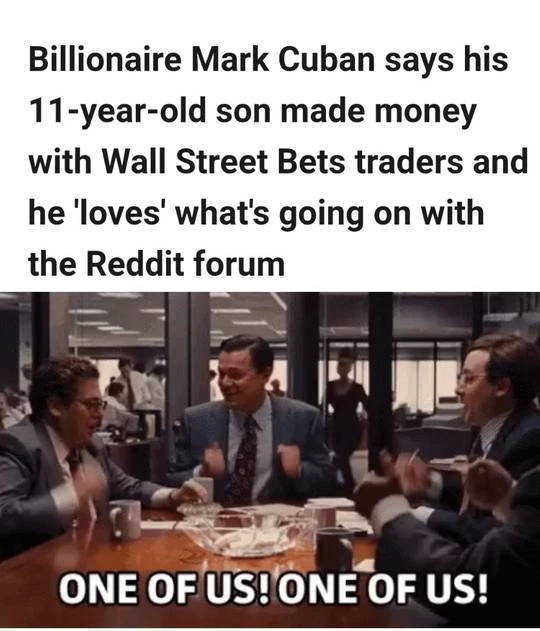 Billionaire Mark Cuban says his
11-year-old son made money
with Wall Street Bets traders and
he 'loves' what's going on with
the Reddit forum
ONE OF US! ONE OF US!